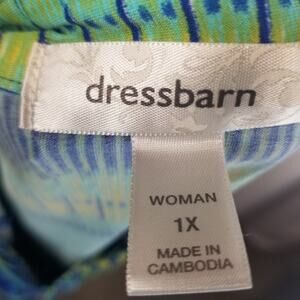 dressbarn
WOMAN
1X
MADE IN
CAMBODIA